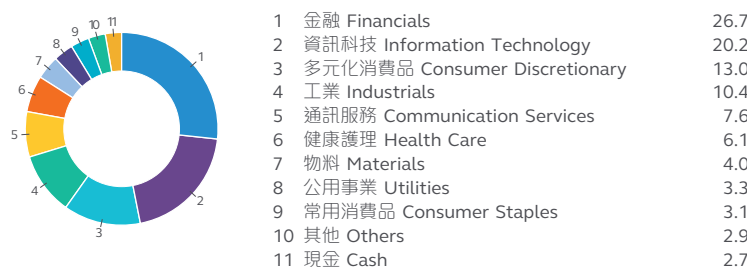 1 金融 Financials 26.7
2 資訊科技 Information Technology 20.2
3 多元化消費品 Consumer Discretionary 13.0
4 工業 Industrials 10.4
5 通訊服務 Communication Services 7.6
6 健康護理 Health Care 6.1
7 物料 Materials 4.0
8 公用事業 Utilities 3.3
9 常用消費品 Consumer Staples 3.1
10 其他 Others 2.9
11 現金 Cash 2.7
1
2
3
4
5
6
7
8
9
10
11